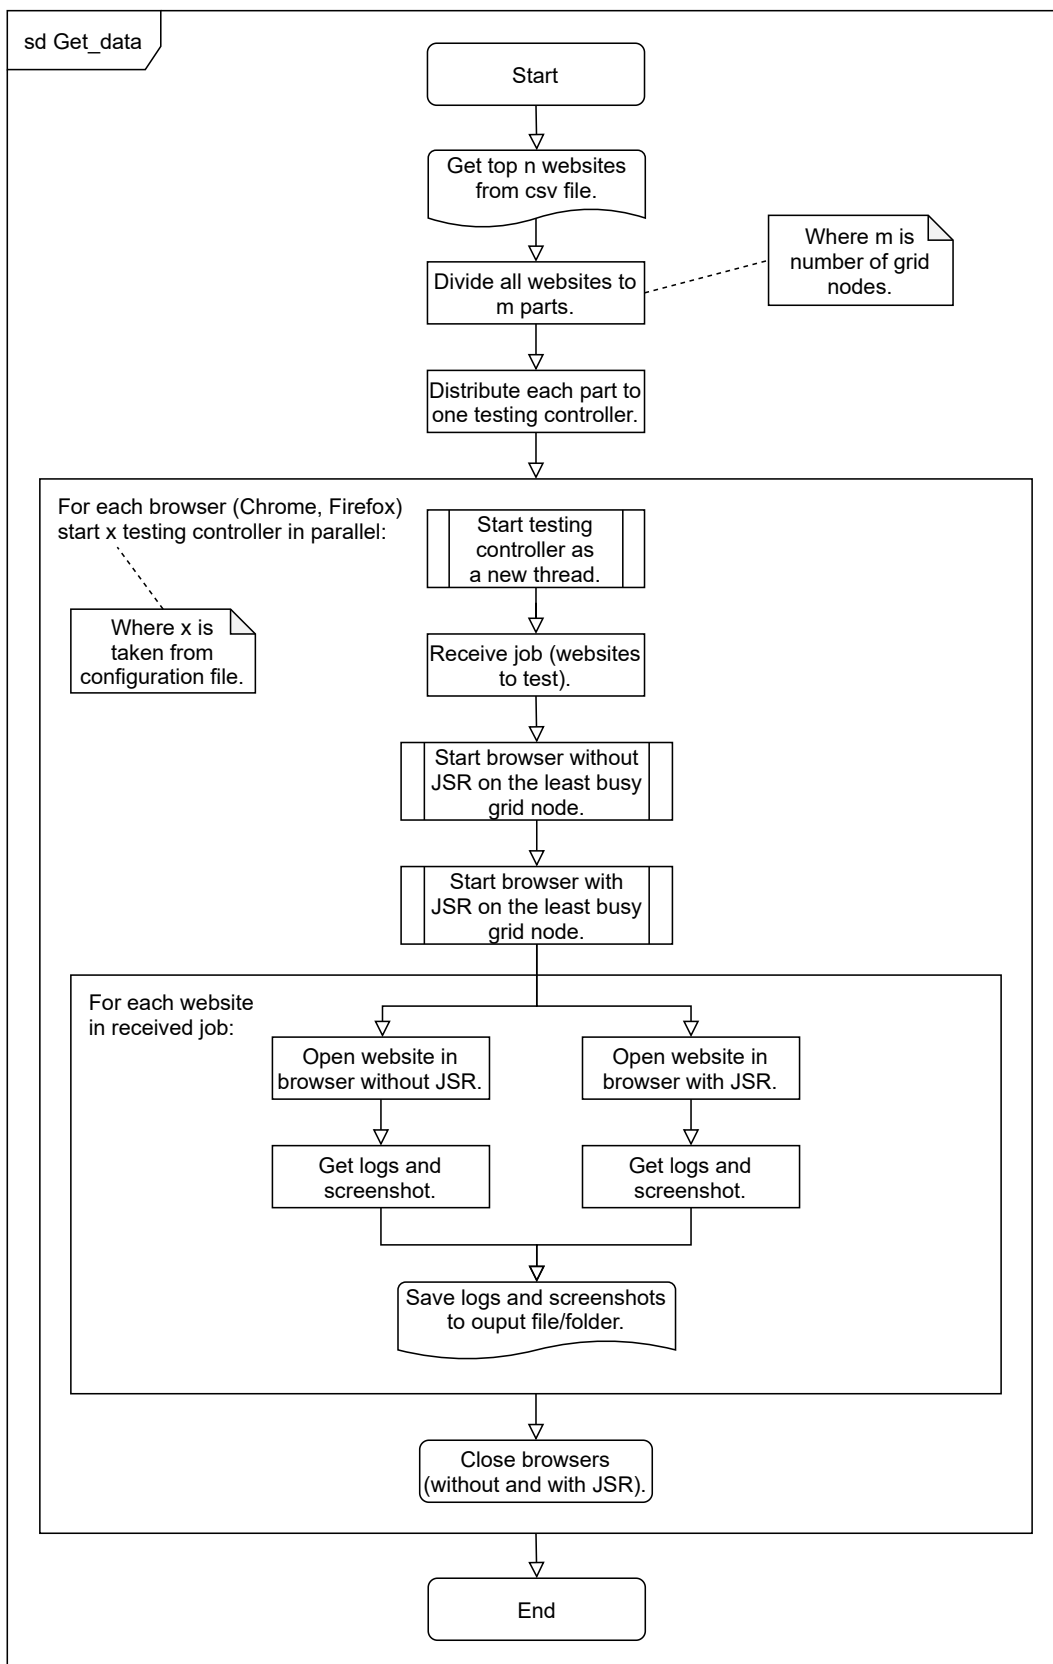 sd Get_data
Start
Get top n websites
from csv file.
Where m is
number of grid
nodes.
Divide all websites to
m parts.
Distribute each part to
one testing controller.
For each browser (Chrome, Firefox)
start x testing controller in parallel:
Start testing
controller as
a new thread.
Where x is
taken from
configuration file.
Receive job (websites
to test).
Start browser without
JSR on the least busy
grid node.
Start browser with
JSR on the least busy
grid node.
For each website
in received job:
Open website in
browser without JSR.
Open website in
browser with JSR.
Get logs and
screenshot.
Get logs and
screenshot.
Save logs and screenshots
to ouput file/folder.
Close browsers
(without and with JSR).
End